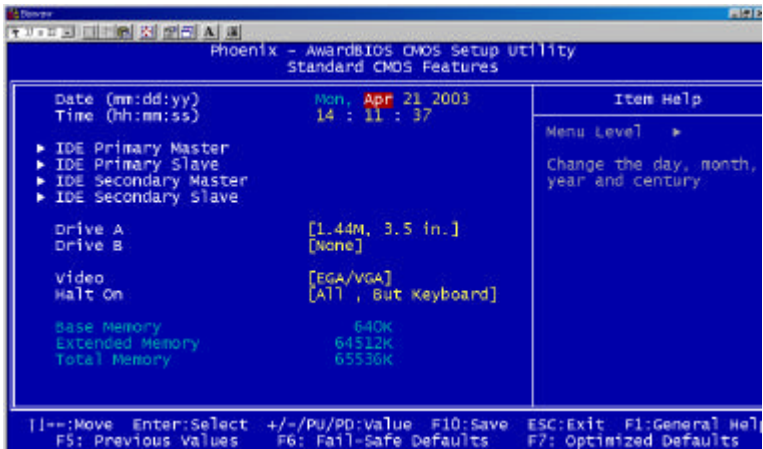 Phoenix - AwardBIOS CMOS Setup Utility
Standard CMOS Features
Date (mm:dd:yy) Mon, Apr 21 2003
Time (hh:mm:ss) 14 : 11 : 37
► IDE Primary Master
► IDE Primary Slave
► IDE Secondary Master
► IDE Secondary Slave
Drive A [1.44M, 3.5 in.]
Drive B [None]
Video [EGA/VGA]
Halt On [All , But Keyboard]
Base Memory 640K
Extended Memory 64512K
Total Memory 65536K
Item Help
Menu Level ►
Change the day, month,
year and century
:Move Enter:Select +/-/PU/PD:Value F10:Save ESC:Exit F1:General Help
F5: Previous Values F6: Fail-Safe Defaults F7: Optimized Defaults